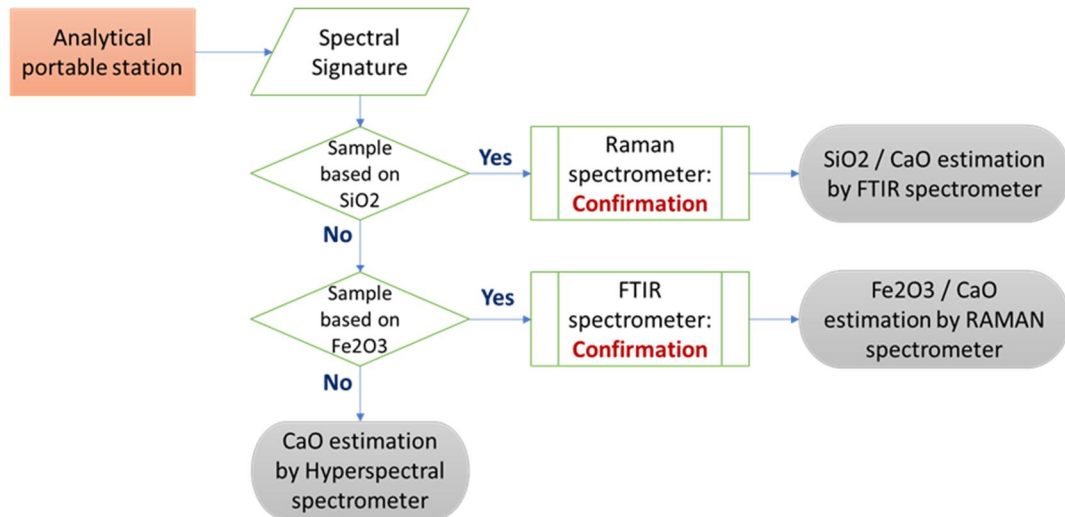 Analytical
portable station
Spectral
Signature
Sample
based on
SiO2
Yes
Raman
spectrometer:
Confirmation
SiO2 / CaO estimation
by FTIR spectrometer
No
Sample
based on
Fe2O3
Yes
FTIR
spectrometer:
Confirmation
Fe2O3 / CaO
estimation by RAMAN
spectrometer
No
CaO estimation
by Hyperspectral
spectrometer